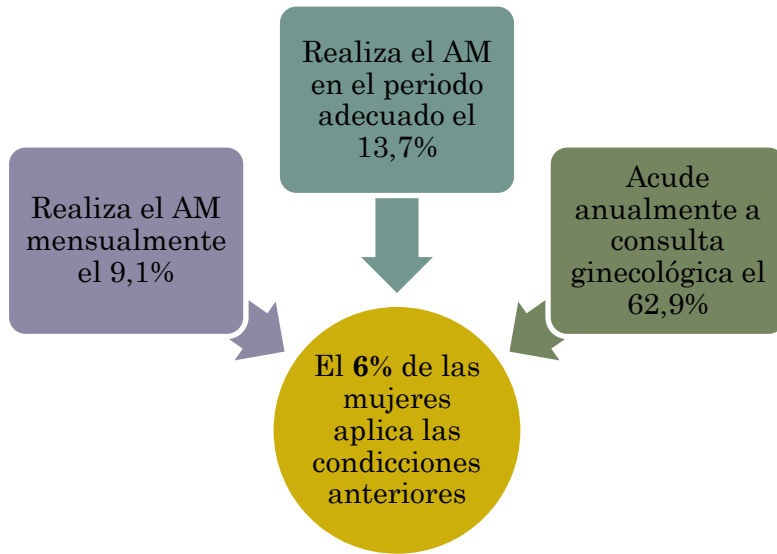 Realiza el AM
en el periodo
adecuado el
13,7%
Realiza el AM
mensualmente
el 9,1%
Acude
anualmente a
consulta
ginecológica el
62,9%
El 6% de las
mujeres
aplica las
condicciones
anteriores